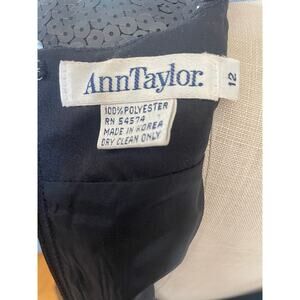 AnnTaylor.
12
100% POLYESTER
RN 54574
MADE IN KOREA
DRY CLEAN ONLY